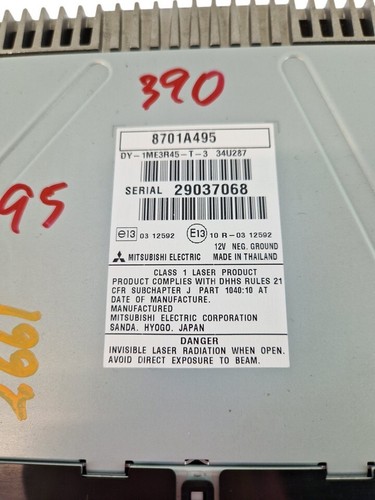 390
95
1992
8701A495
DY-1ME3R45-T-3 34U287
SERIAL 29037068
e13 03 12592 E13 10 R-03 12592
12V NEG. GROUND
MITSUBISHI ELECTRIC MADE IN THAILAND
CLASS 1 LASER PRODUCT
PRODUCT COMPLIES WITH DHHS RULES 21
CFR SUBCHAPTER J PART 1040:10 AT
DATE OF MANUFACTURE.
MANUFACTURED
MITSUBISHI ELECTRIC CORPORATION
SANDA, HYOGO, JAPAN
DANGER
INVISIBLE LASER RADIATION WHEN OPEN.
AVOID DIRECT EXPOSURE TO BEAM.